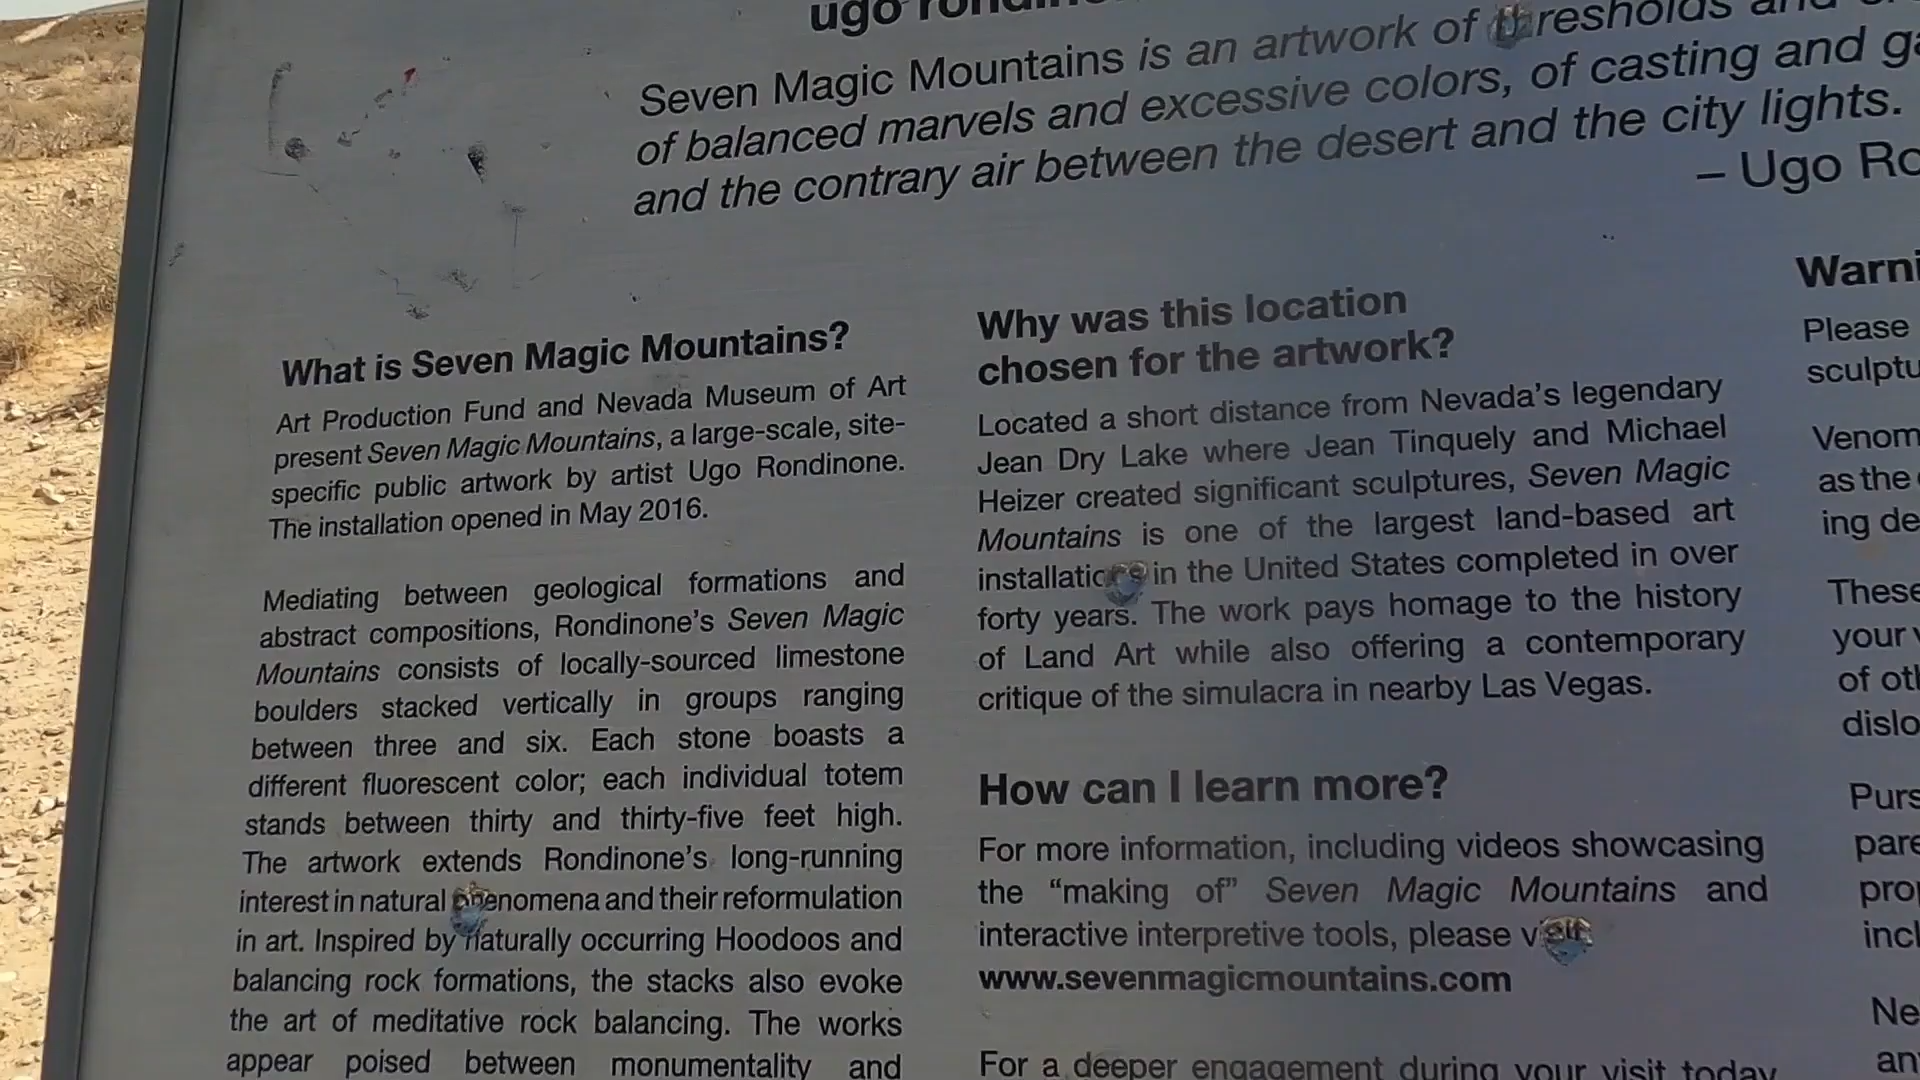 ugo
Seven Magic Mountains is an artwork of thresholds and
of balanced marvels and excessive colors, of casting and
and the contrary air between the desert and the city lights.
– Ugo
What is Seven Magic Mountains?
Art Production Fund and Nevada Museum of Art
present Seven Magic Mountains, a large-scale, site-
specific public artwork by artist Ugo Rondinone.
The installation opened in May 2016.
Mediating between geological formations and
abstract compositions, Rondinone's Seven Magic
Mountains consists of locally-sourced limestone
boulders stacked vertically in groups ranging
between three and six. Each stone boasts a
different fluorescent color; each individual totem
stands between thirty and thirty-five feet high.
The artwork extends Rondinone's long-running
interest in natural phenomena and their reformulation
in art. Inspired by naturally occurring Hoodoos and
balancing rock formations, the stacks also evoke
the art of meditative rock balancing. The works
appear poised between monumentality and
Why was this location
chosen for the artwork?
Located a short distance from Nevada's legendary
Jean Dry Lake where Jean Tinquely and Michael
Heizer created significant sculptures, Seven Magic
Mountains is one of the largest land-based art
installations in the United States completed in over
forty years. The work pays homage to the history
of Land Art while also offering a contemporary
critique of the simulacra in nearby Las Vegas.
How can I learn more?
For more information, including videos showcasing
the “making of” Seven Magic Mountains and
interactive interpretive tools, please visit
www.sevenmagicmountains.com
For a deeper engagement during your visit today
Warni
Please
sculptu
Venom
as the
ing de
These
your
of otl
dislo
Purs
pare
pro
incl
Ne
an